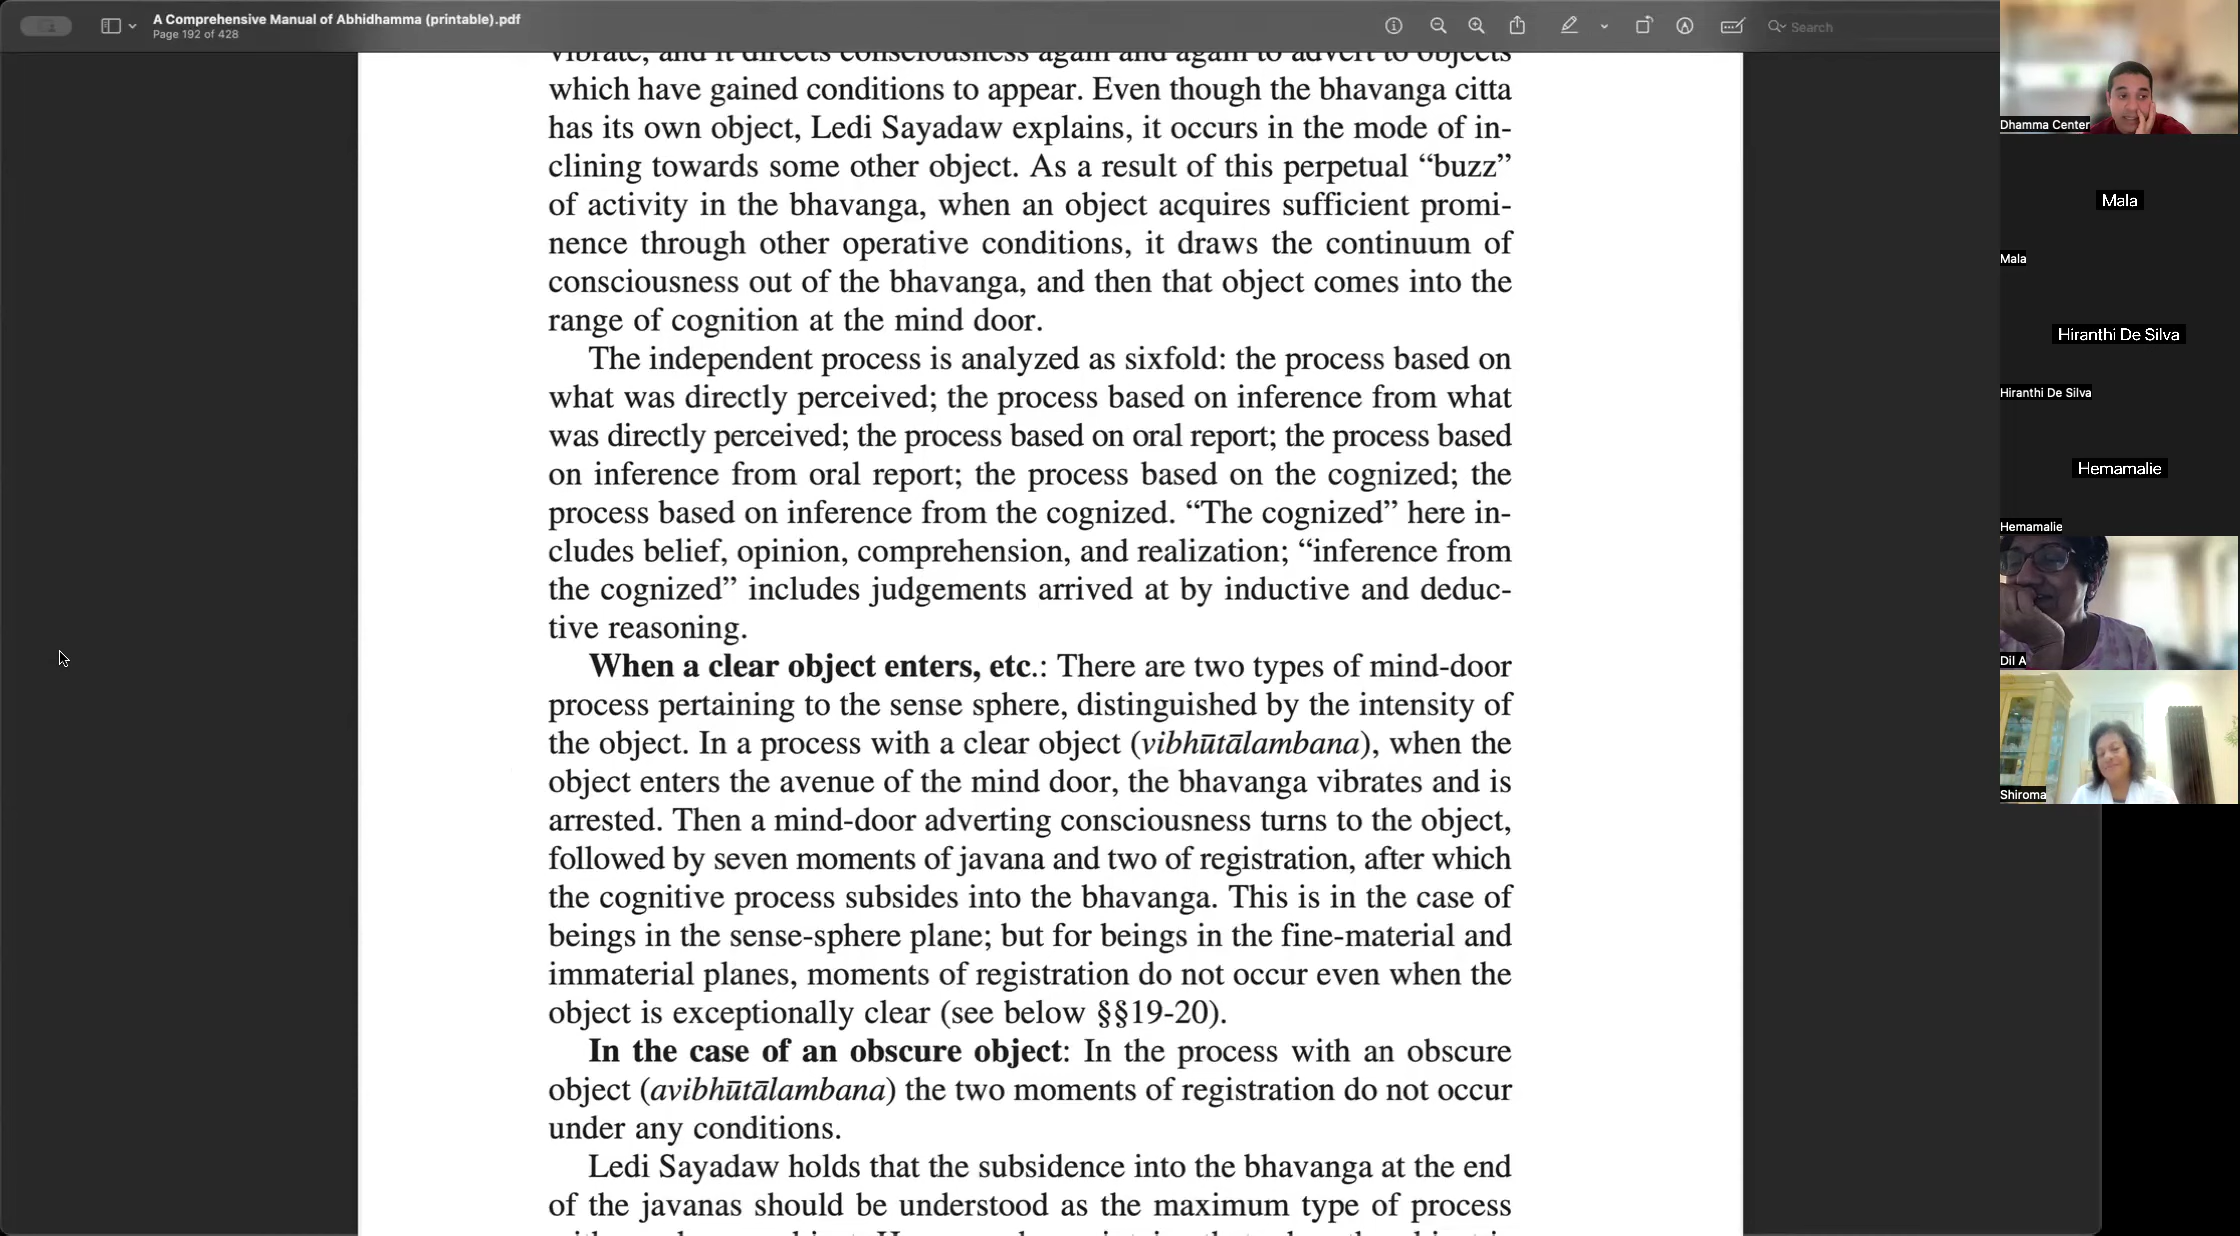 A Comprehensive Manual of Abhidhamma (printable).pdf
Page 192 of 428
Search
vibrate, and it directs consciousness again and again to advert to objects
which have gained conditions to appear. Even though the bhavanga citta
has its own object, Ledi Sayadaw explains, it occurs in the mode of in-
clining towards some other object. As a result of this perpetual “buzz”
of activity in the bhavanga, when an object acquires sufficient promi-
nence through other operative conditions, it draws the continuum of
consciousness out of the bhavanga, and then that object comes into the
range of cognition at the mind door.
The independent process is analyzed as sixfold: the process based on
what was directly perceived; the process based on inference from what
was directly perceived; the process based on oral report; the process based
on inference from oral report; the process based on the cognized; the
process based on inference from the cognized. “The cognized” here in-
cludes belief, opinion, comprehension, and realization; “inference from
the cognized” includes judgements arrived at by inductive and deduc-
tive reasoning.
When a clear object enters, etc.: There are two types of mind-door
process pertaining to the sense sphere, distinguished by the intensity of
the object. In a process with a clear object (vibhūtālambana), when the
object enters the avenue of the mind door, the bhavanga vibrates and is
arrested. Then a mind-door adverting consciousness turns to the object,
followed by seven moments of javana and two of registration, after which
the cognitive process subsides into the bhavanga. This is in the case of
beings in the sense-sphere plane; but for beings in the fine-material and
immaterial planes, moments of registration do not occur even when the
object is exceptionally clear (see below §§19-20).
In the case of an obscure object: In the process with an obscure
object (avibhūtālambana) the two moments of registration do not occur
under any conditions.
Ledi Sayadaw holds that the subsidence into the bhavanga at the end
of the javanas should be understood as the maximum type of process
Dhamma Center
Mala
Mala
Hiranthi De Silva
Hiranthi De Silva
Hemamalie
Hemamalie
Dil A
Shiroma